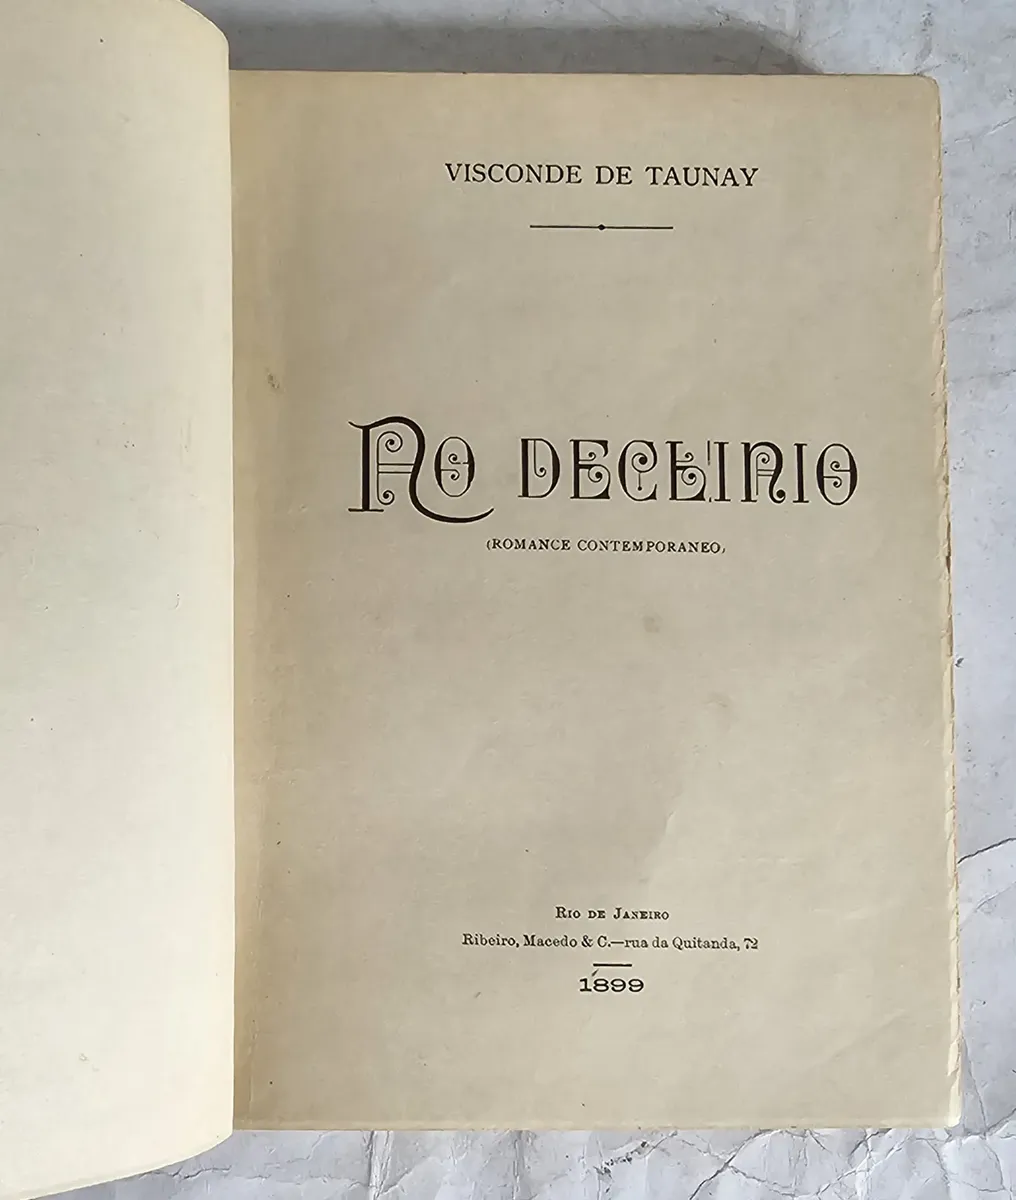 VISCONDE DE TAUNAY
NO DECLINIO
(ROMANCE CONTEMPORANEO)
RIO DE JANEIRO
Ribeiro, Macedo & C.—rua da Quitanda, 72
1899